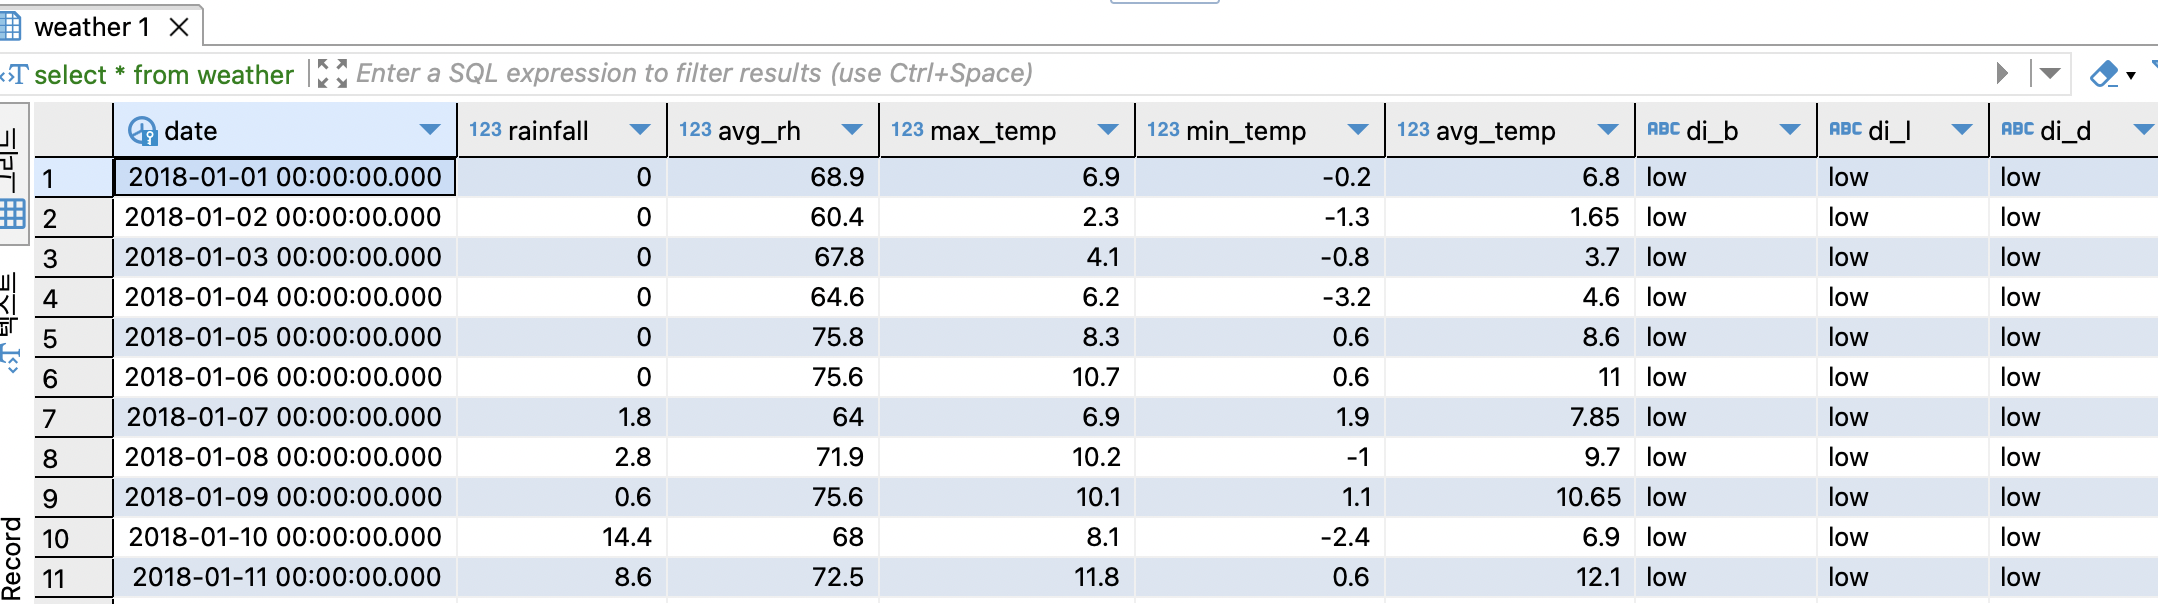 weather 1
select * from weather Enter a SQL expression to filter results (use Ctrl+Space)
date 123 rainfall 123 avg_rh 123 max_temp 123 min_temp 123 avg_temp ABC di_b ABC di_l ABC di_d
1 2018-01-01 00:00:00.000 0 68.9 6.9 -0.2 6.8 low low low
2 2018-01-02 00:00:00.000 0 60.4 2.3 -1.3 1.65 low low low
3 2018-01-03 00:00:00.000 0 67.8 4.1 -0.8 3.7 low low low
4 2018-01-04 00:00:00.000 0 64.6 6.2 -3.2 4.6 low low low
5 2018-01-05 00:00:00.000 0 75.8 8.3 0.6 8.6 low low low
6 2018-01-06 00:00:00.000 0 75.6 10.7 0.6 11 low low low
7 2018-01-07 00:00:00.000 1.8 64 6.9 1.9 7.85 low low low
8 2018-01-08 00:00:00.000 2.8 71.9 10.2 -1 9.7 low low low
9 2018-01-09 00:00:00.000 0.6 75.6 10.1 1.1 10.65 low low low
10 2018-01-10 00:00:00.000 14.4 68 8.1 -2.4 6.9 low low low
11 2018-01-11 00:00:00.000 8.6 72.5 11.8 0.6 12.1 low low low
그리드
텍스트
Record